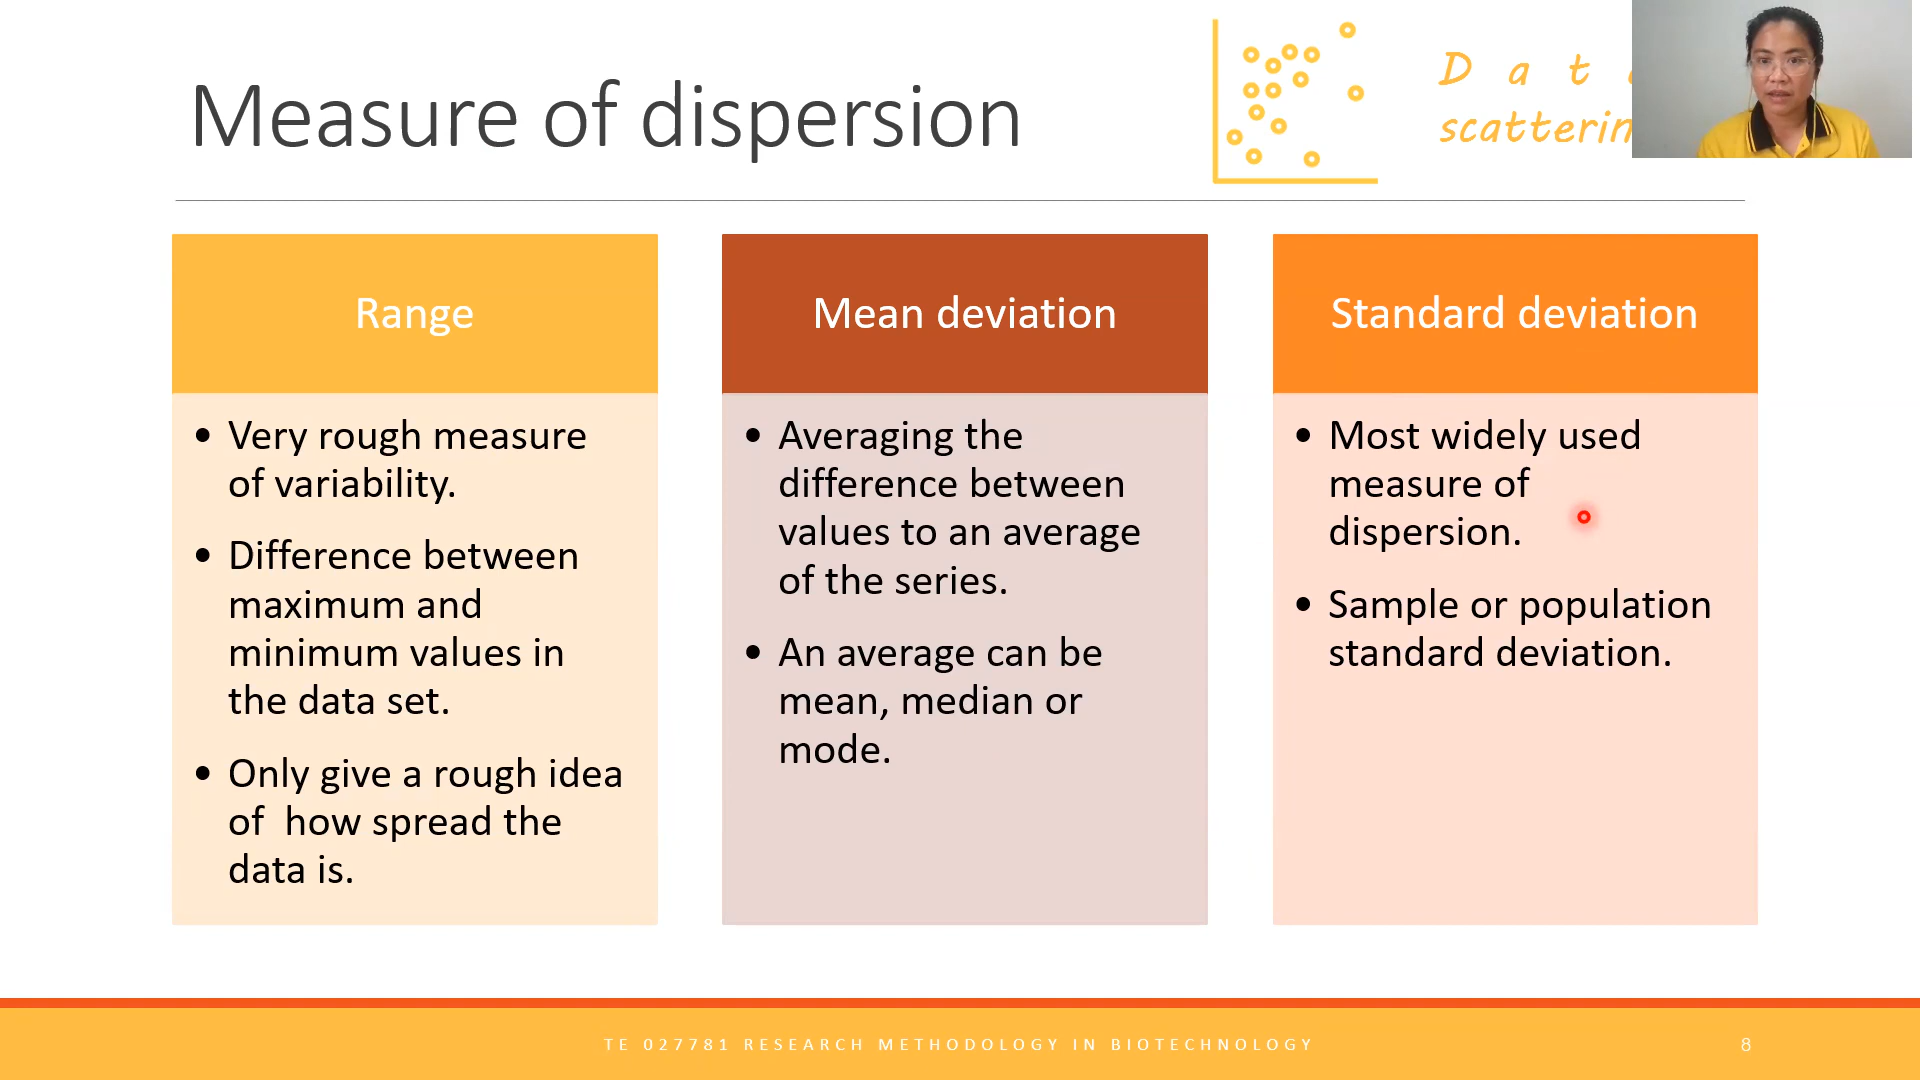 Measure of dispersion
D a t
scatterin
Range
Very rough measure
of variability.
Difference between
maximum and
minimum values in
the data set.
Only give a rough idea
of how spread the
data is.
Mean deviation
Averaging the
difference between
values to an average
of the series.
An average can be
mean, median or
mode.
Standard deviation
Most widely used
measure of
dispersion.
Sample or population
standard deviation.
TE 027781 RESEARCH METHODOLOGY IN BIOTECHNOLOGY
8